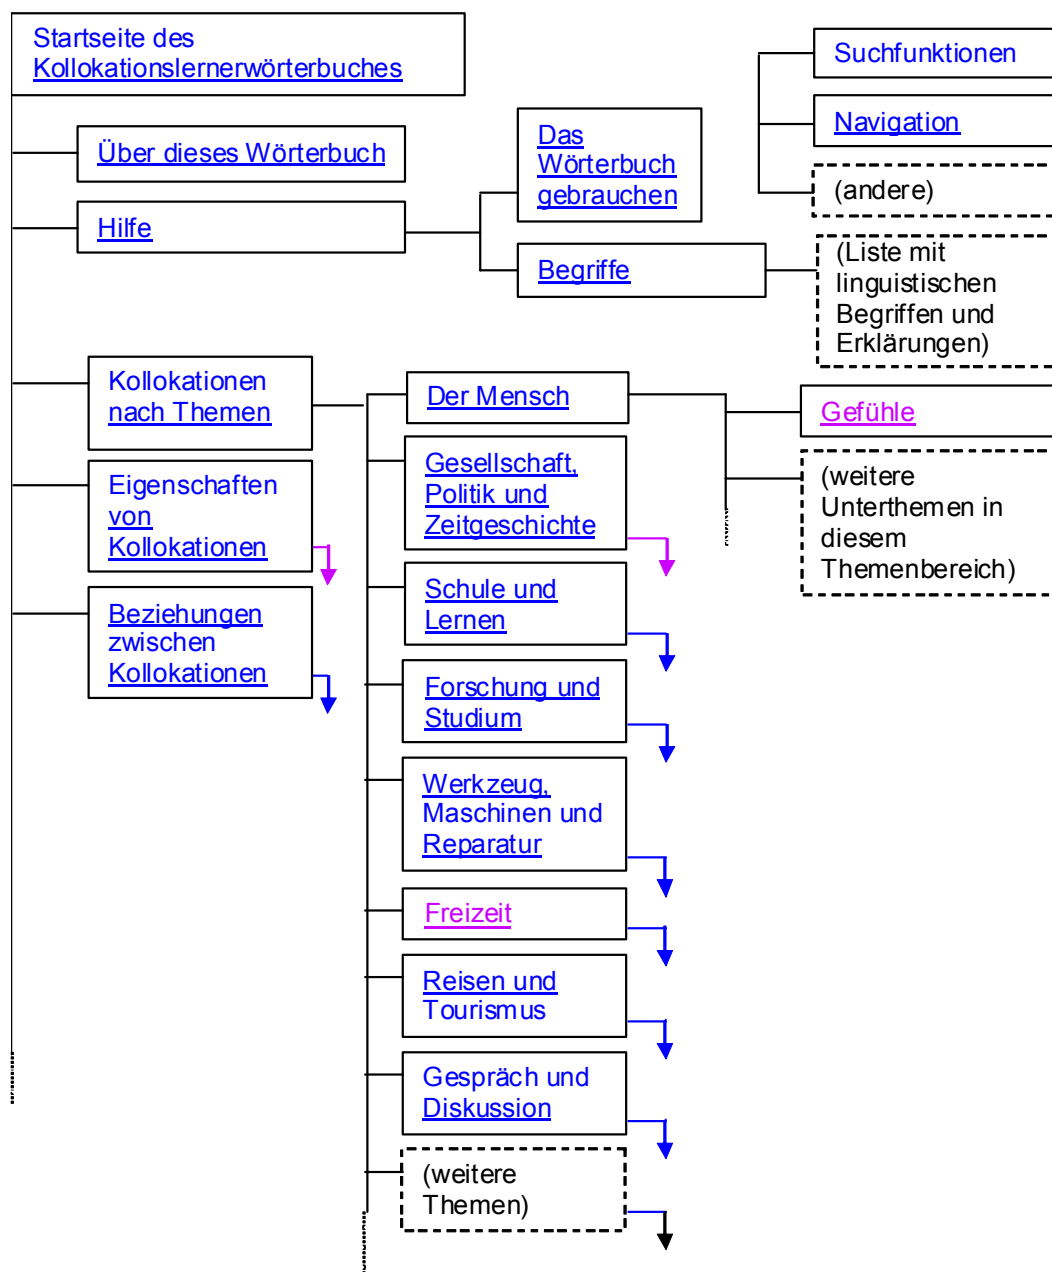 Startseite des
Kollokationslernerwörterbuches
Über dieses Wörterbuch
Hilfe
Das
Wörterbuch
gebrauchen
Begriffe
Suchfunktionen
Navigation
(andere)
(Liste mit
linguistischen
Begriffen und
Erklärungen)
Kollokationen
nach Themen
Eigenschaften
von
Kollokationen
Beziehungen
zwischen
Kollokationen
Der Mensch
Gesellschaft,
Politik und
Zeitgeschichte
Schule und
Lernen
Forschung und
Studium
Werkzeug,
Maschinen und
Reparatur
Freizeit
Reisen und
Tourismus
Gespräch und
Diskussion
(weitere
Themen)
Gefühle
(weitere
Unterthemen in
diesem
Themenbereich)